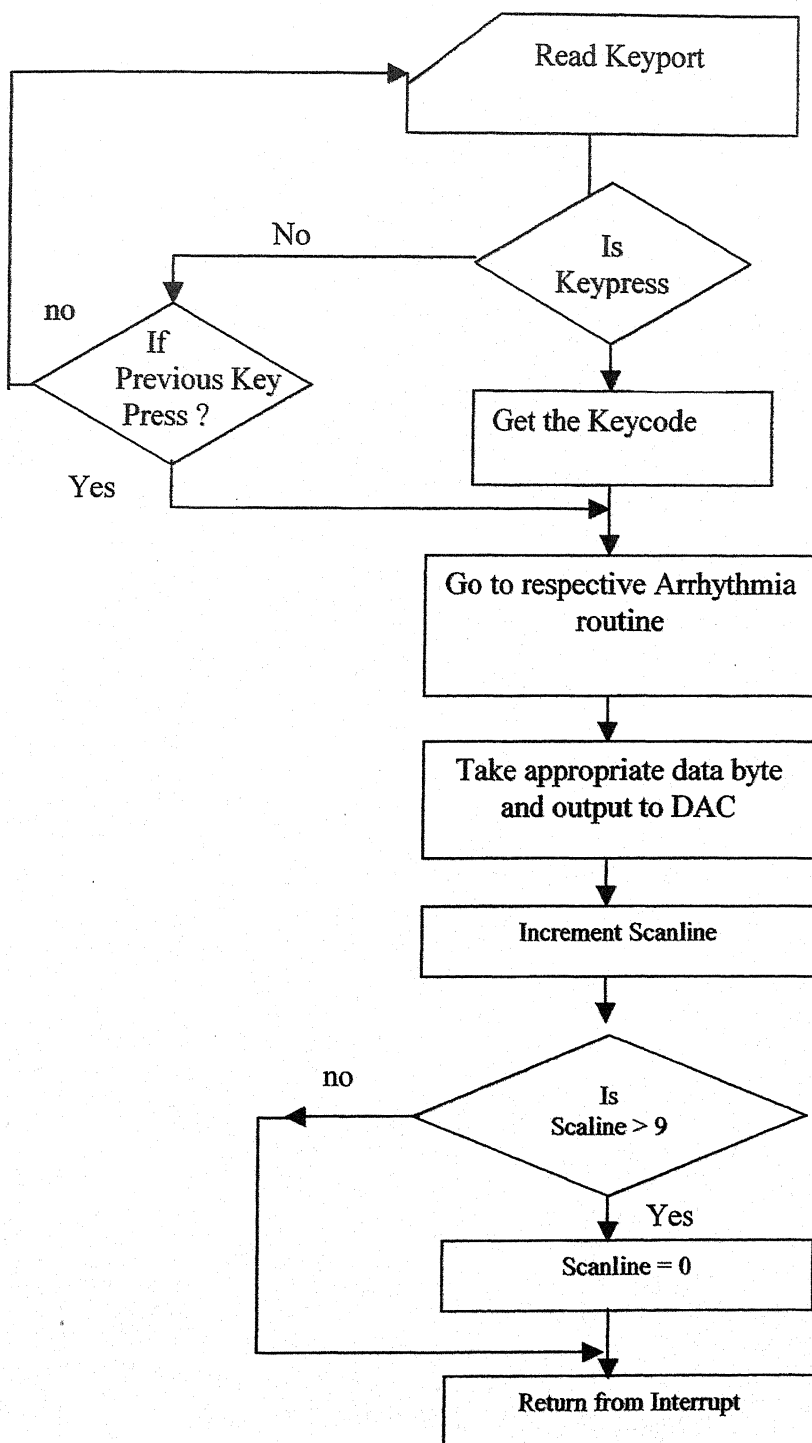 Read Keyport
No
Is
Keypress
no
If
Previous Key
Press ?
Get the Keycode
Yes
Go to respective Arrhythmia
routine
Take appropriate data byte
and output to DAC
Increment Scanline
no
Is
Scaline > 9
Yes
Scanline = 0
Return from Interrupt